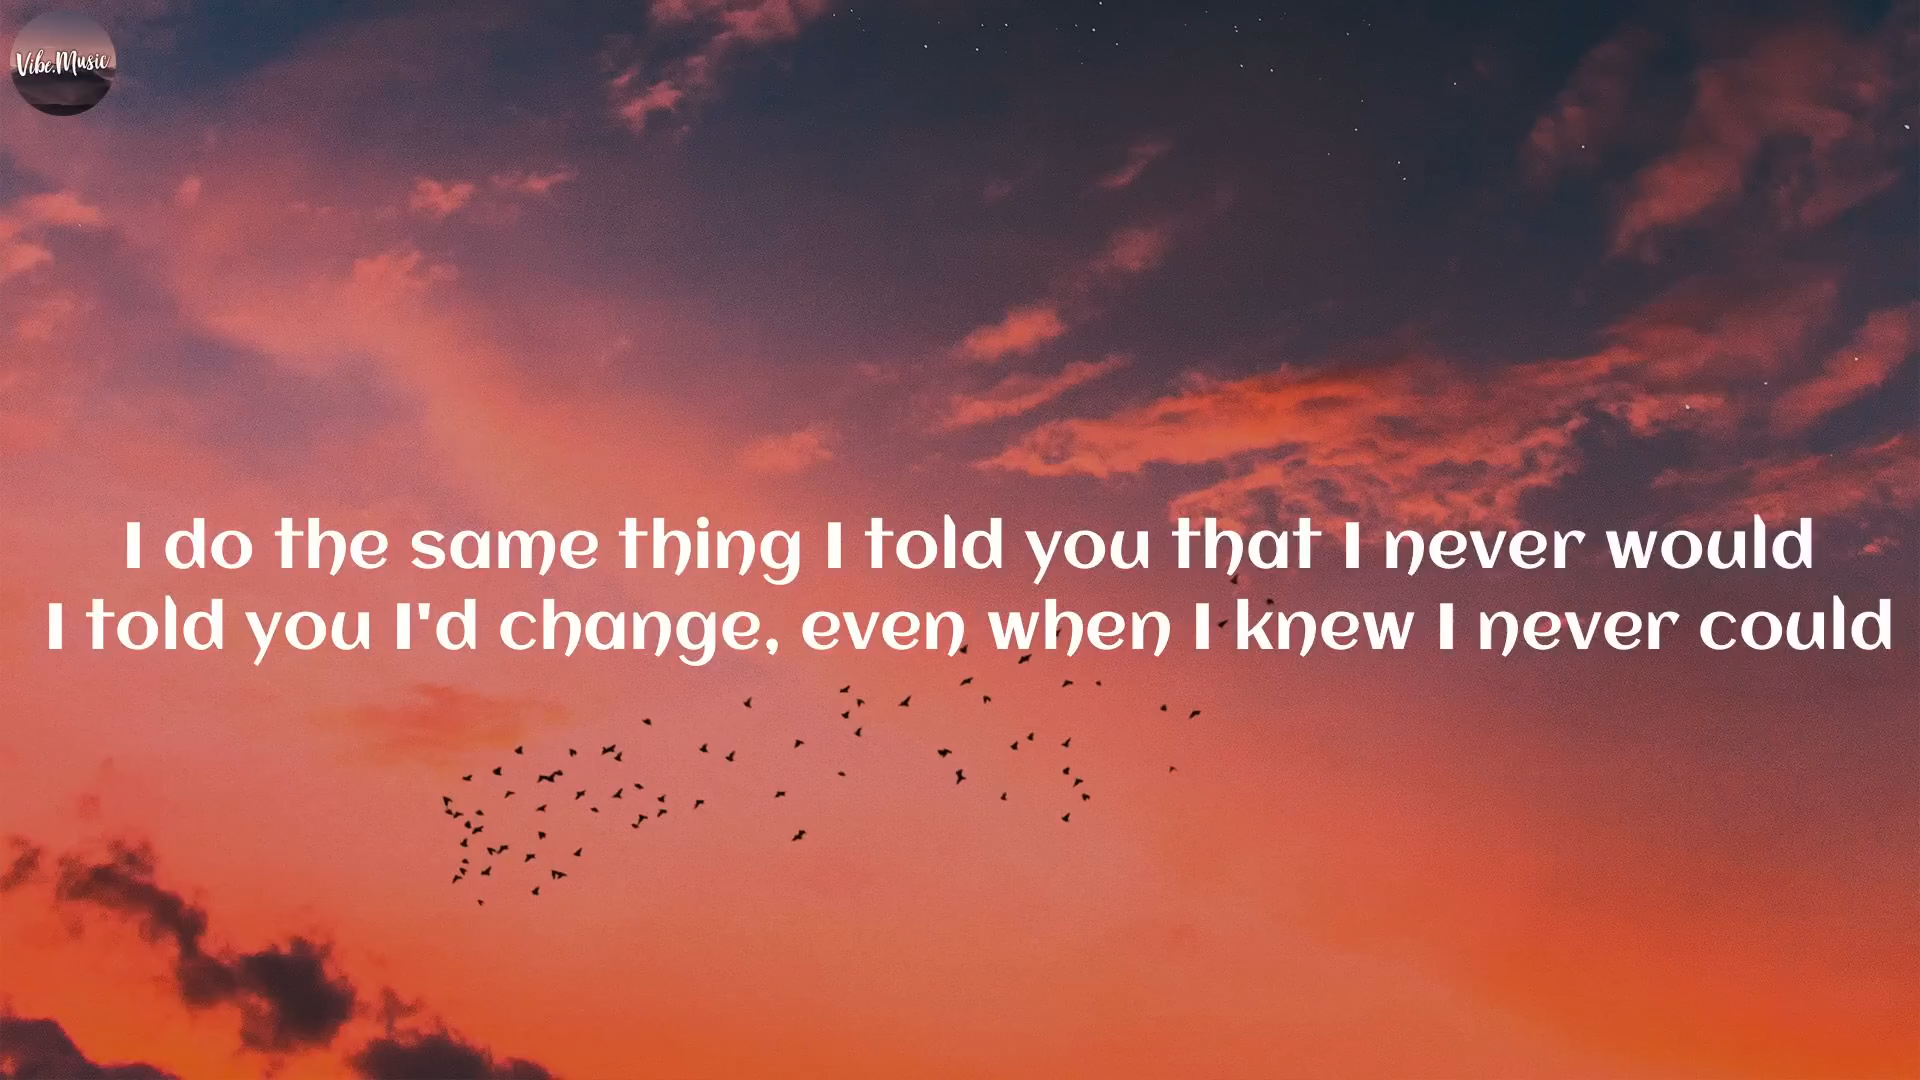 Vibe.Music
I do the same thing I told you that I never would
I told you I'd change, even when I knew I never could